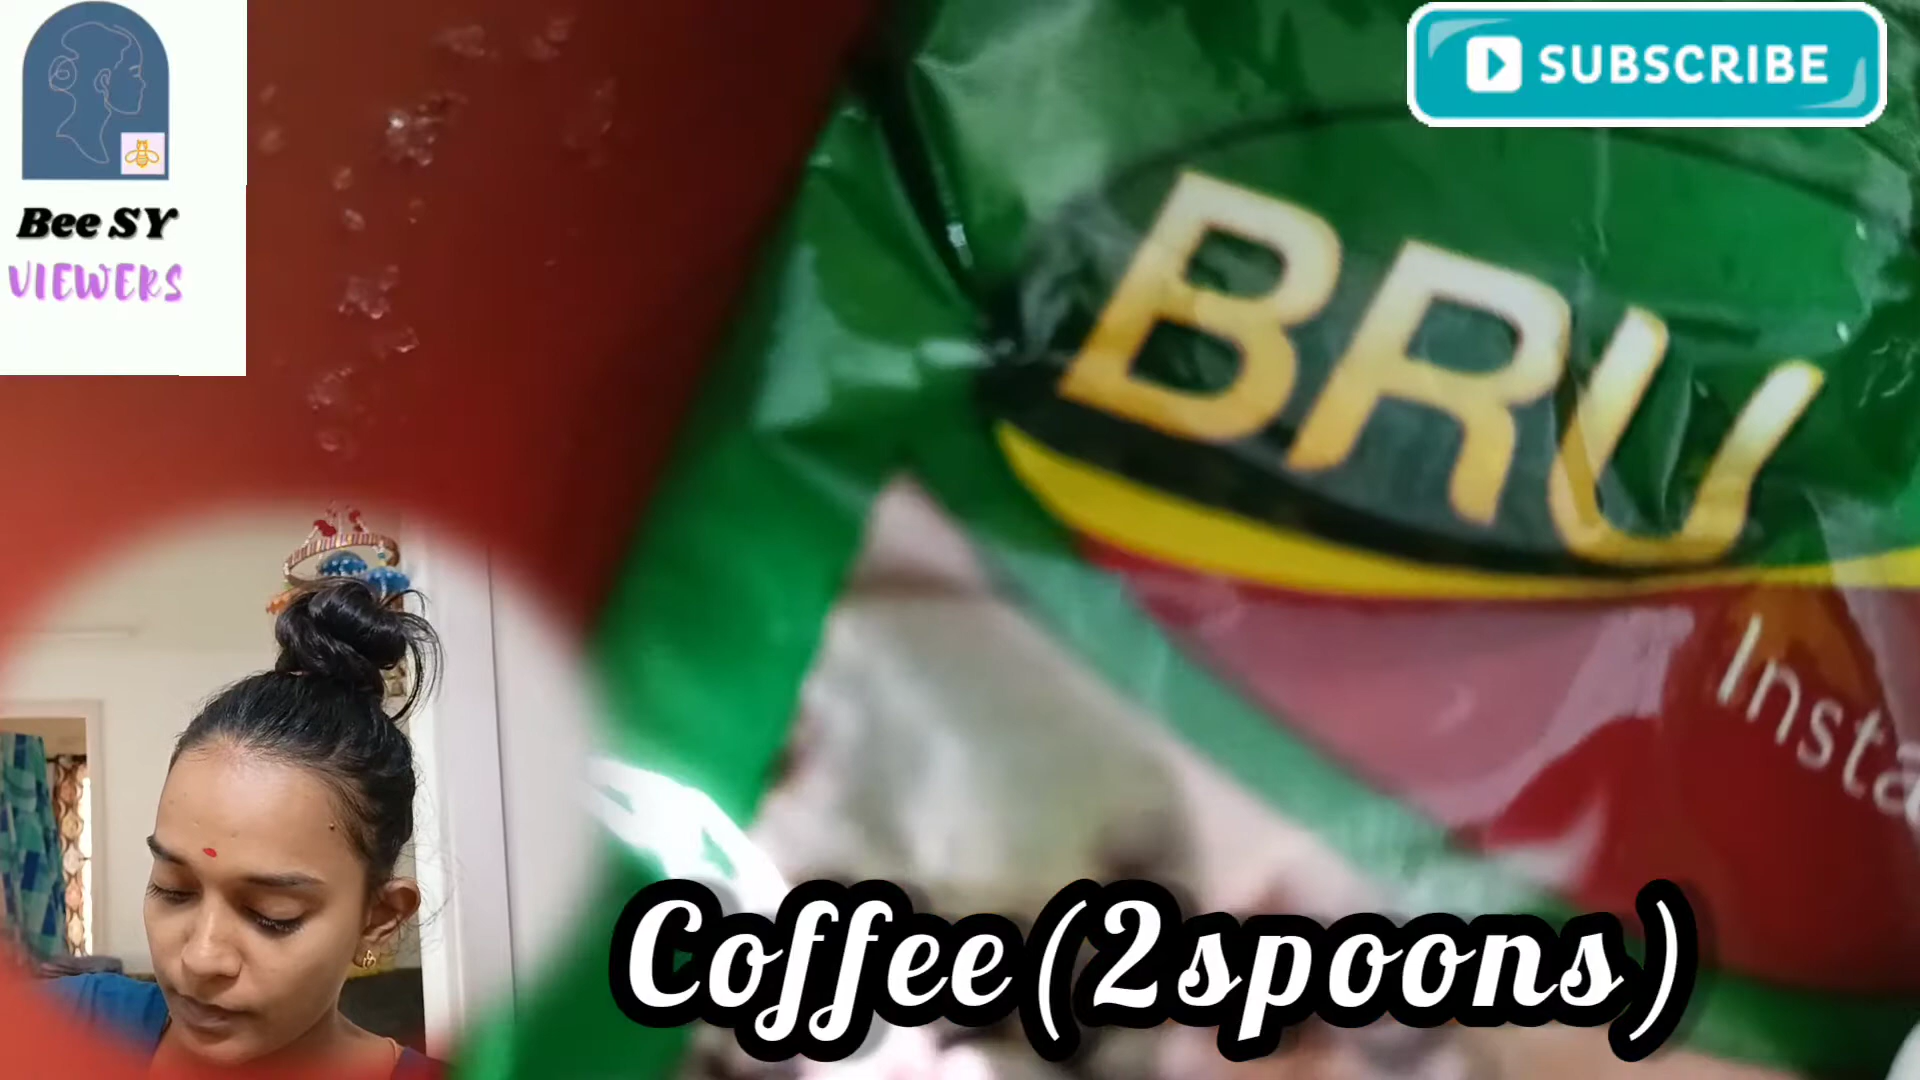 Bee SY
VIEWERS
SUBSCRIBE
BRU
Insta
Coffee(2spoons)